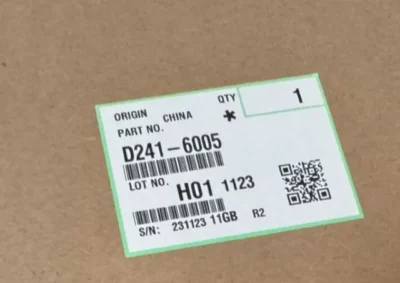 ORIGIN CHINA QTY 1
PART NO. *
D241-6005
LOT NO. H01 1123
S/N: 231123 11GB R2